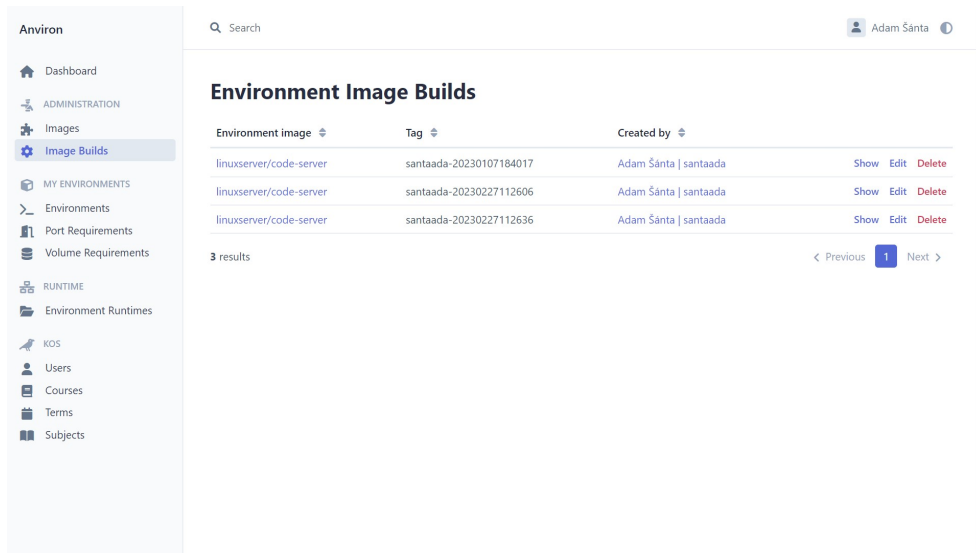 Anviron
Search
Adam Šánta
Dashboard
ADMINISTRATION
Images
Image Builds
MY ENVIRONMENTS
Environments
Port Requirements
Volume Requirements
RUNTIME
Environment Runtimes
KOS
Users
Courses
Terms
Subjects
Environment Image Builds
Environment image Tag Created by
linuxserver/code-server santaada-20230107184017 Adam Šánta | santaada Show Edit Delete
linuxserver/code-server santaada-20230227112606 Adam Šánta | santaada Show Edit Delete
linuxserver/code-server santaada-20230227112636 Adam Šánta | santaada Show Edit Delete
3 results Previous 1 Next